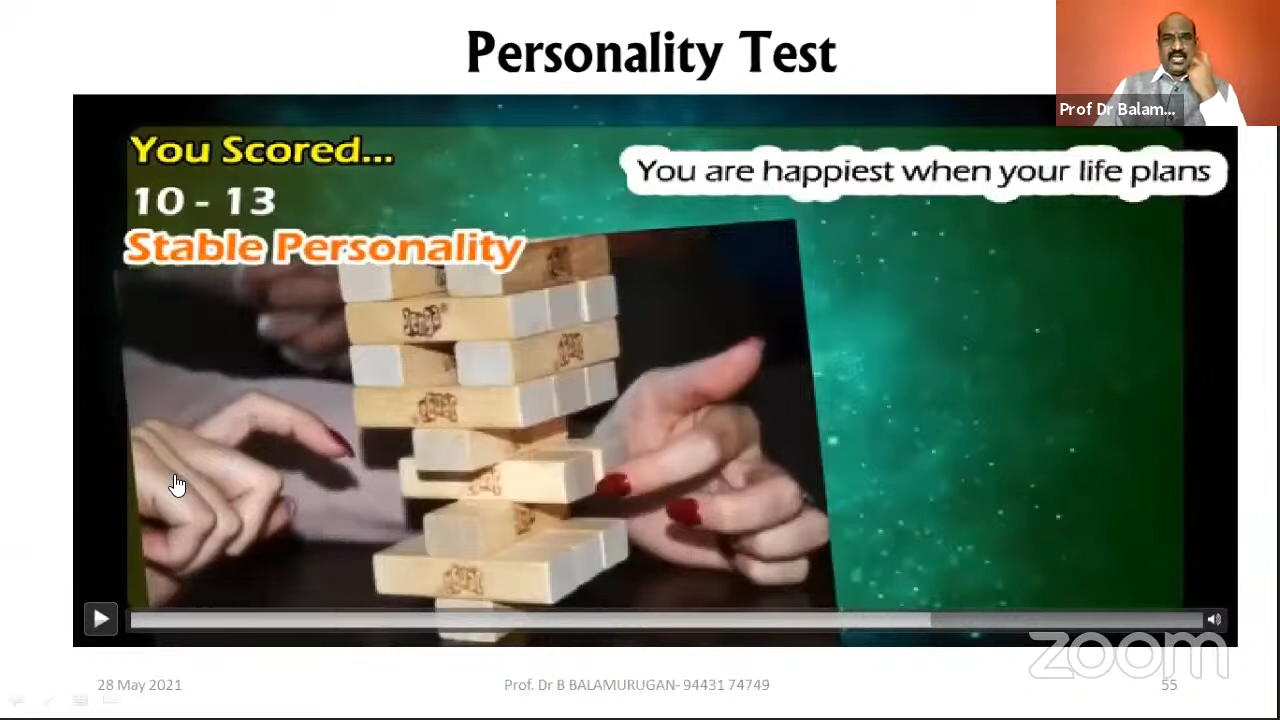 Personality Test
Prof Dr Balam...
You Scored...
10 - 13
Stable Personality
You are happiest when your life plans
zoom
28 May 2021
Prof. Dr B BALAMURUGAN- 94431 74749
55